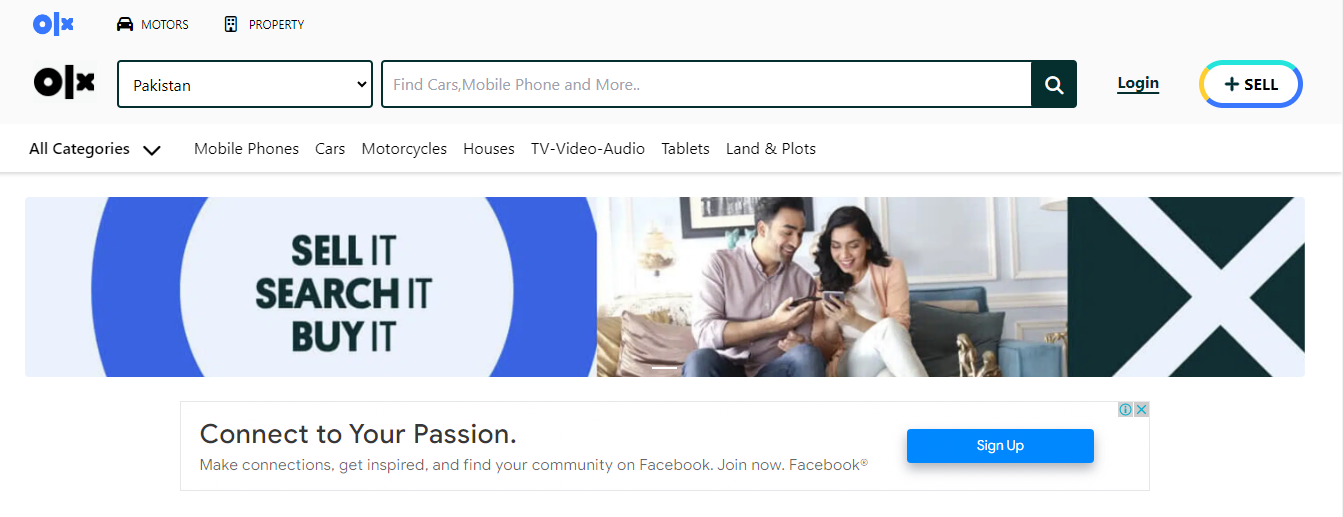 olx MOTORS PROPERTY
olx Pakistan Find Cars,Mobile Phone and More.. Login + SELL
All Categories Mobile Phones Cars Motorcycles Houses TV-Video-Audio Tablets Land & Plots
SELL IT
SEARCH IT
BUY IT
Connect to Your Passion.
Make connections, get inspired, and find your community on Facebook. Join now. Facebook®
Sign Up